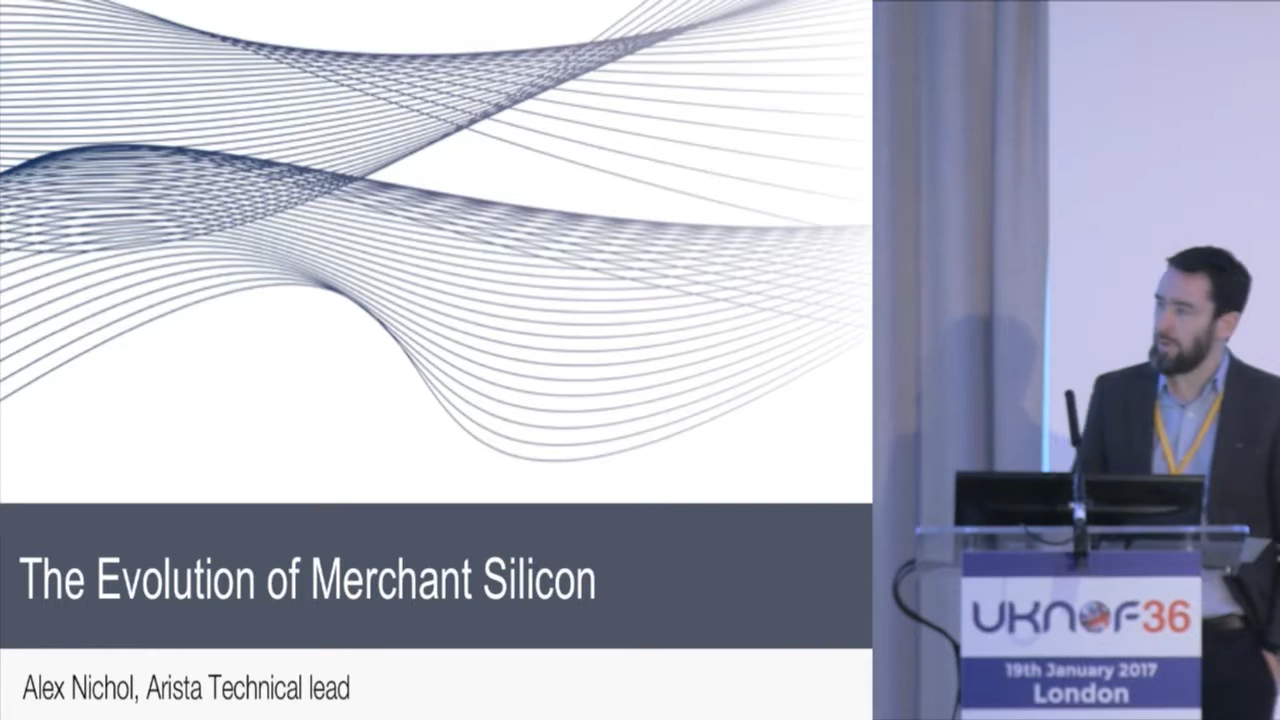 The Evolution of Merchant Silicon
Alex Nichol, Arista Technical lead
UKNOF36
19th January 2017
London